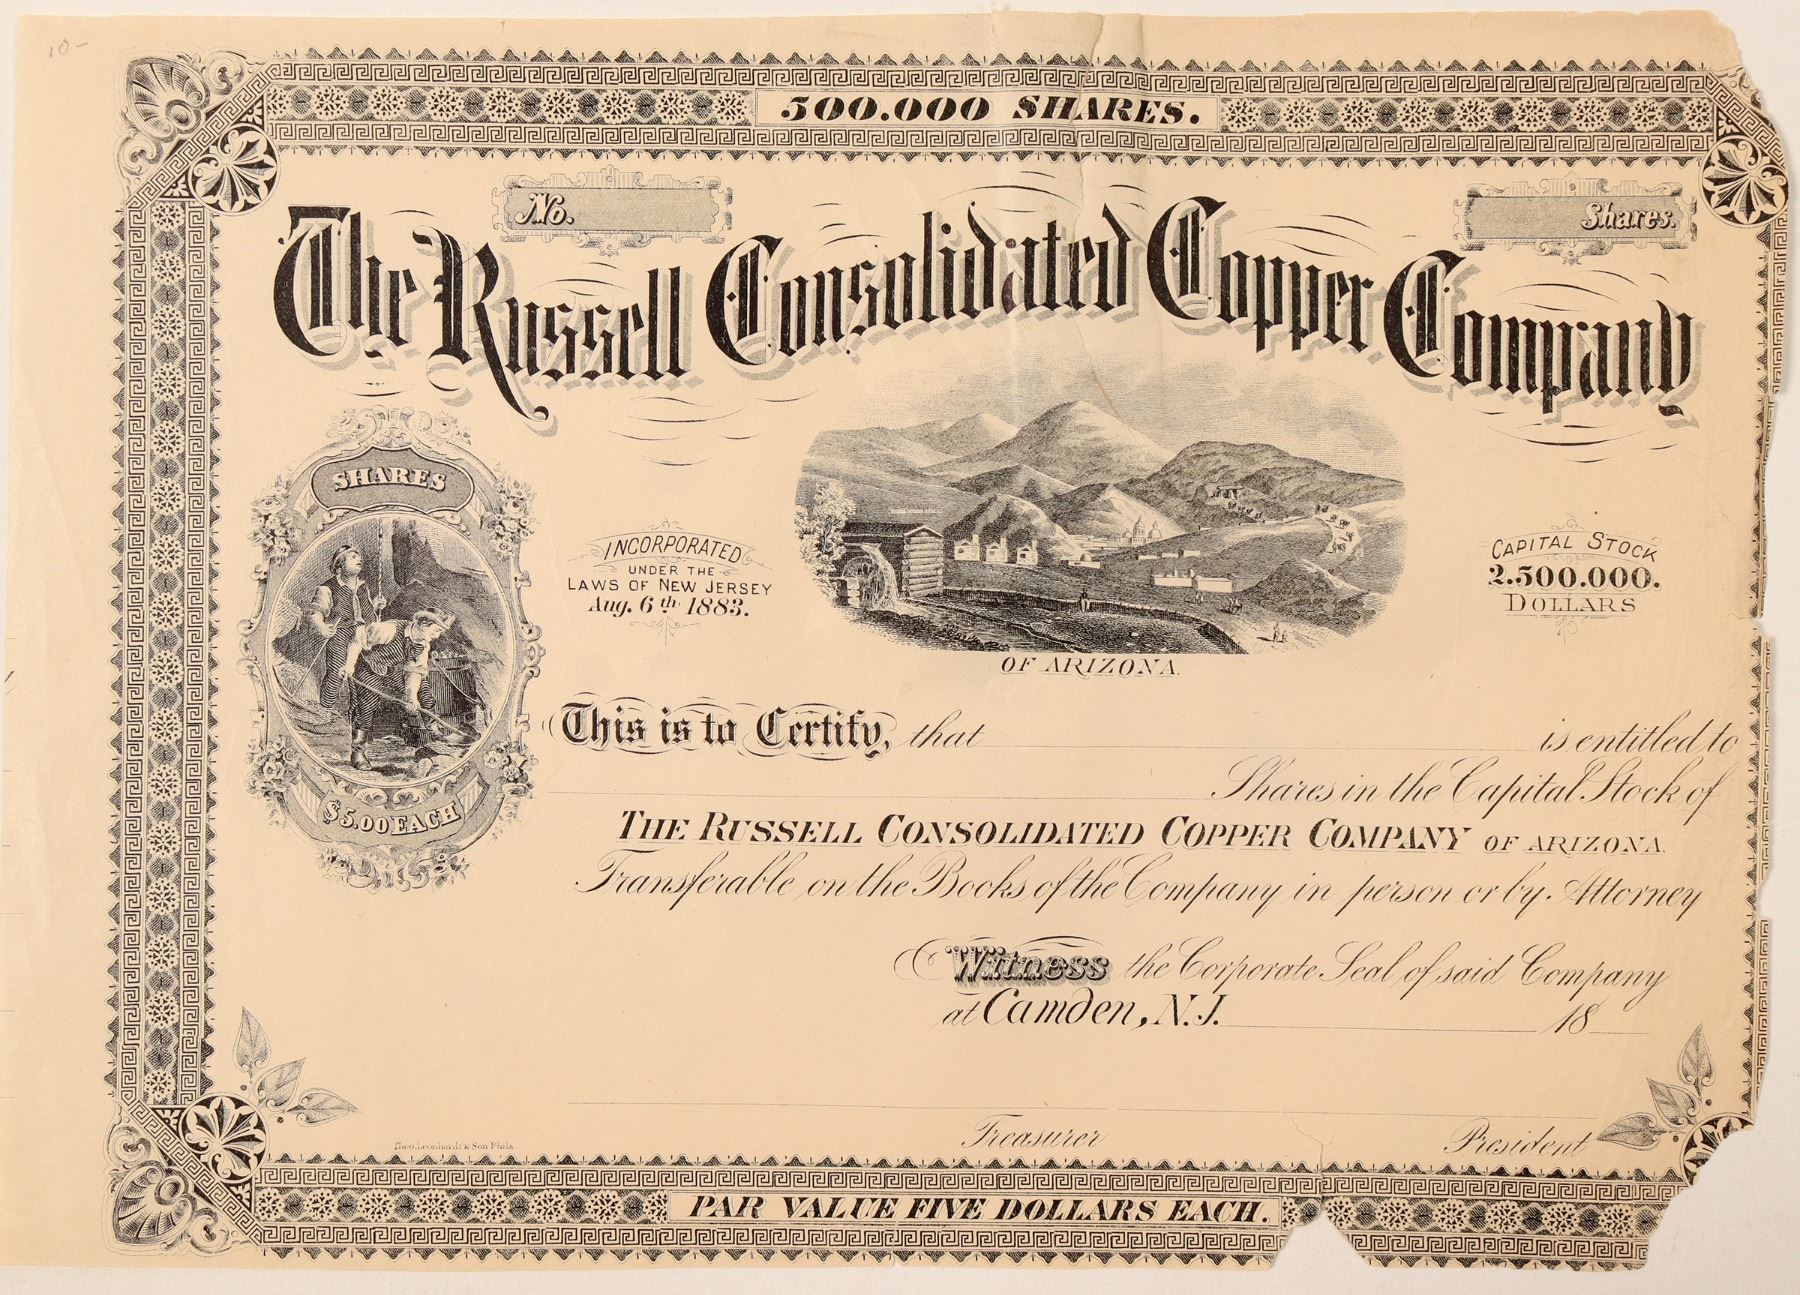 10-
500.000 SHARES.
No.
Shares.
The Russell Consolidated Copper Company
SHARES
$5.00 EACH
INCORPORATED
UNDER THE
LAWS OF NEW JERSEY
Aug. 6th 1883.
CAPITAL STOCK
2.500.000.
DOLLARS
OF ARIZONA.
This is to Certify, that is entitled to
Shares in the Capital Stock of
THE RUSSELL CONSOLIDATED COPPER COMPANY OF ARIZONA.
Transferable on the Books of the Company in person or by Attorney
Witness the Corporate Seal of said Company
at Camden, N.J. 18
Treasurer
President
Theo. Leonhardt & Son Phila
PAR VALUE FIVE DOLLARS EACH.